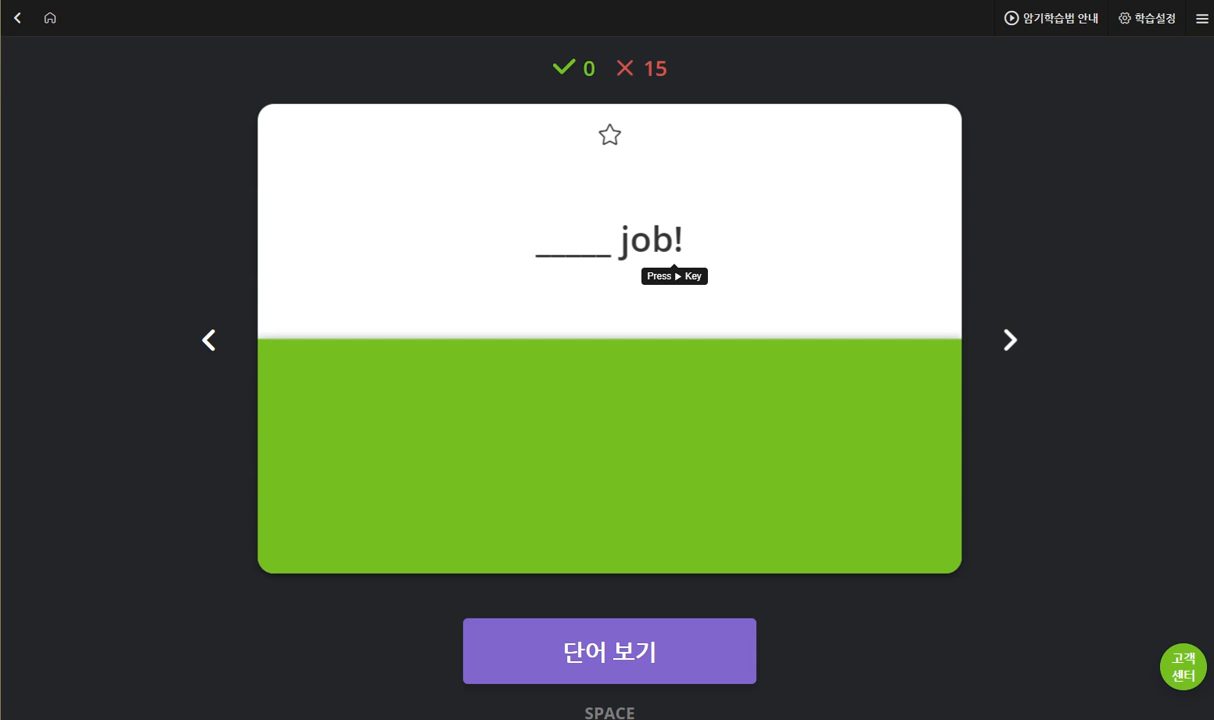 암기학습법 안내 학습설정
0 15
_____ job!
Press ▶ Key
단어 보기
SPACE
고객
센터